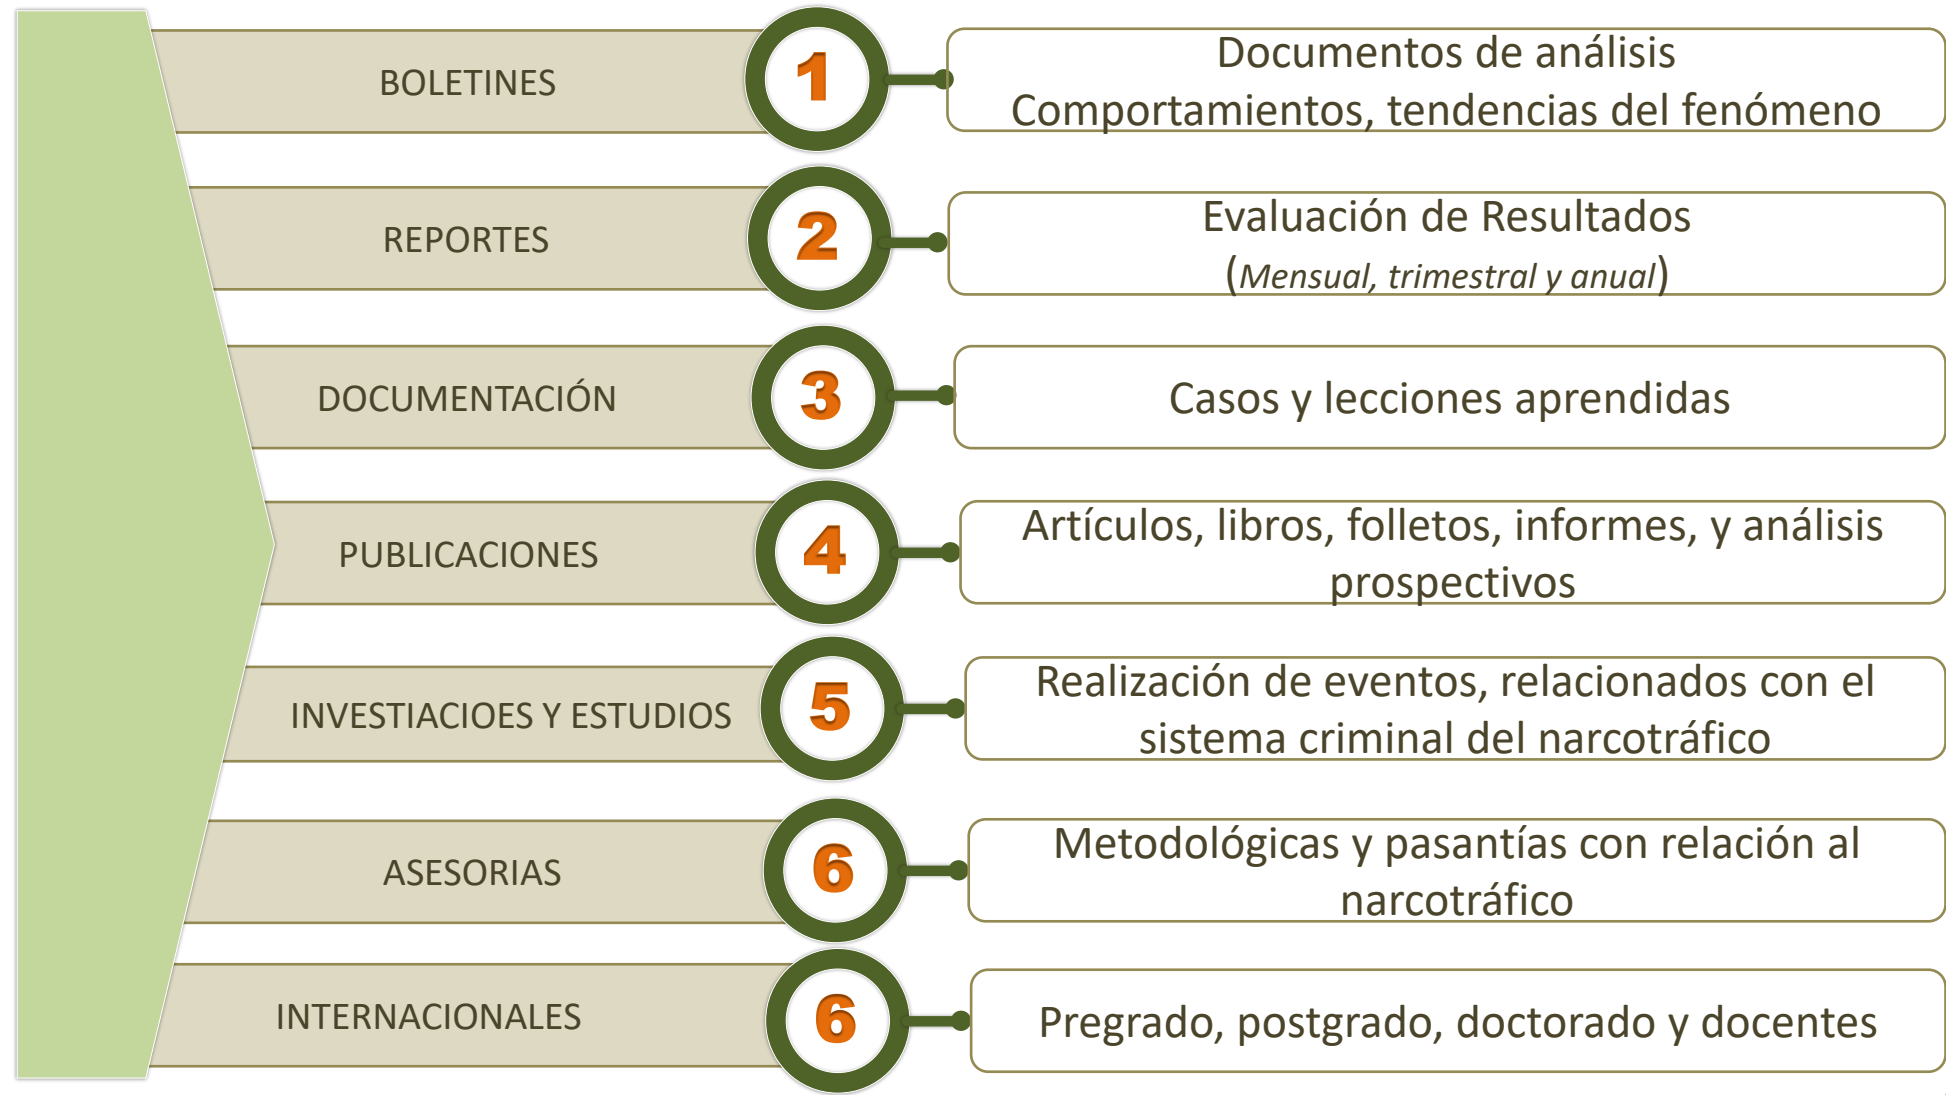 BOLETINES
1
Documentos de análisis
Comportamientos, tendencias del fenómeno
REPORTES
2
Evaluación de Resultados
(Mensual, trimestral y anual)
DOCUMENTACIÓN
3
Casos y lecciones aprendidas
PUBLICACIONES
4
Artículos, libros, folletos, informes, y análisis
prospectivos
INVESTIACIOES Y ESTUDIOS
5
Realización de eventos, relacionados con el
sistema criminal del narcotráfico
ASESORIAS
6
Metodológicas y pasantías con relación al
narcotráfico
INTERNACIONALES
6
Pregrado, postgrado, doctorado y docentes